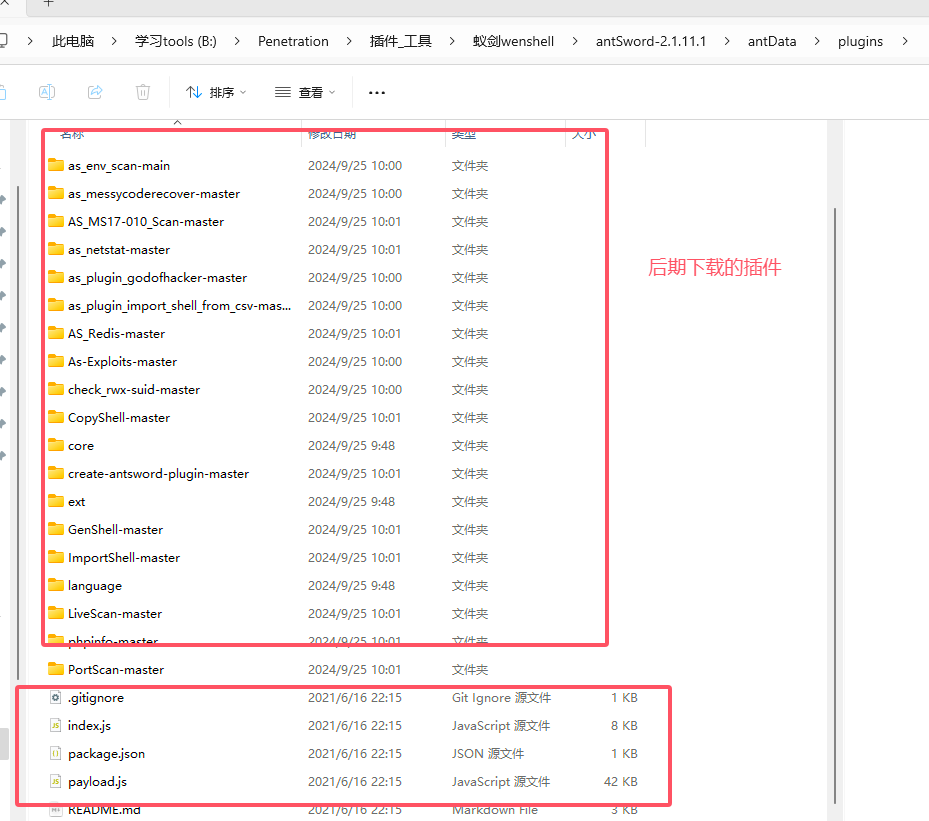 此电脑 学习tools (B:) Penetration 插件_工具 蚁剑wenshell antSword-2.1.11.1 antData plugins
排序 查看
名称 修改日期 类型 大小
as_env_scan-main 2024/9/25 10:00 文件夹
as_messycoderecover-master 2024/9/25 10:00 文件夹
AS_MS17-010_Scan-master 2024/9/25 10:01 文件夹
as_netstat-master 2024/9/25 10:01 文件夹
后期下载的插件
as_plugin_godofhacker-master 2024/9/25 10:00 文件夹
as_plugin_import_shell_from_csv-mas... 2024/9/25 10:00 文件夹
AS_Redis-master 2024/9/25 10:01 文件夹
As-Exploits-master 2024/9/25 10:00 文件夹
check_rwx-suid-master 2024/9/25 10:00 文件夹
CopyShell-master 2024/9/25 10:01 文件夹
core 2024/9/25 9:48 文件夹
create-antsword-plugin-master 2024/9/25 10:01 文件夹
ext 2024/9/25 9:48 文件夹
GenShell-master 2024/9/25 10:01 文件夹
ImportShell-master 2024/9/25 10:01 文件夹
language 2024/9/25 9:48 文件夹
LiveScan-master 2024/9/25 10:01 文件夹
phpinfo-master 2024/9/25 10:01 文件夹
PortScan-master 2024/9/25 10:01 文件夹
.gitignore 2021/6/16 22:15 Git Ignore 源文件 1 KB
index.js 2021/6/16 22:15 JavaScript 源文件 8 KB
package.json 2021/6/16 22:15 JSON 源文件 1 KB
payload.js 2021/6/16 22:15 JavaScript 源文件 42 KB
README.md 2021/6/16 22:15 Markdown File 3 KB